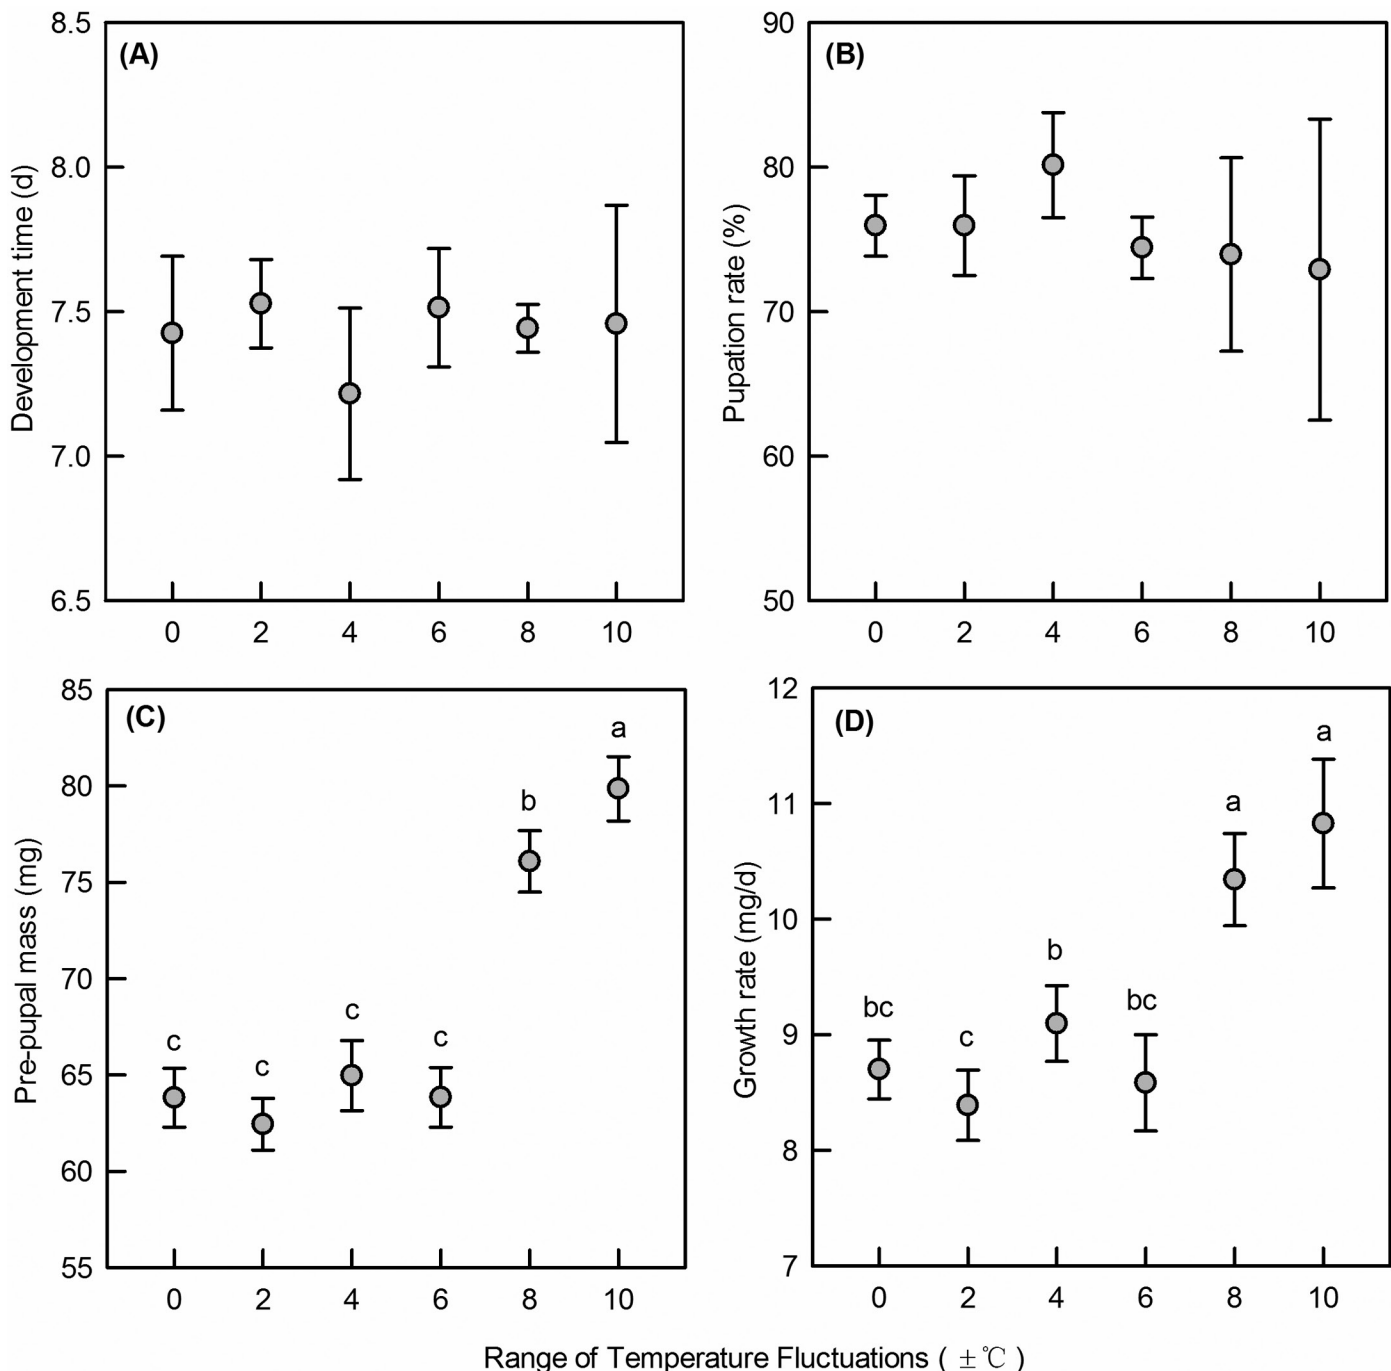 (A)
Development time (d)
8.5
8.0
7.5
7.0
6.5
0 2 4 6 8 10
(B)
Pupation rate (%)
90
80
70
60
50
0 2 4 6 8 10
(C)
Pre-pupal mass (mg)
85
80
75
70
65
60
55
c c c c b a
0 2 4 6 8 10
(D)
Growth rate (mg/d)
12
11
10
9
8
7
bc c b bc a a
0 2 4 6 8 10
Range of Temperature Fluctuations ( ±℃ )